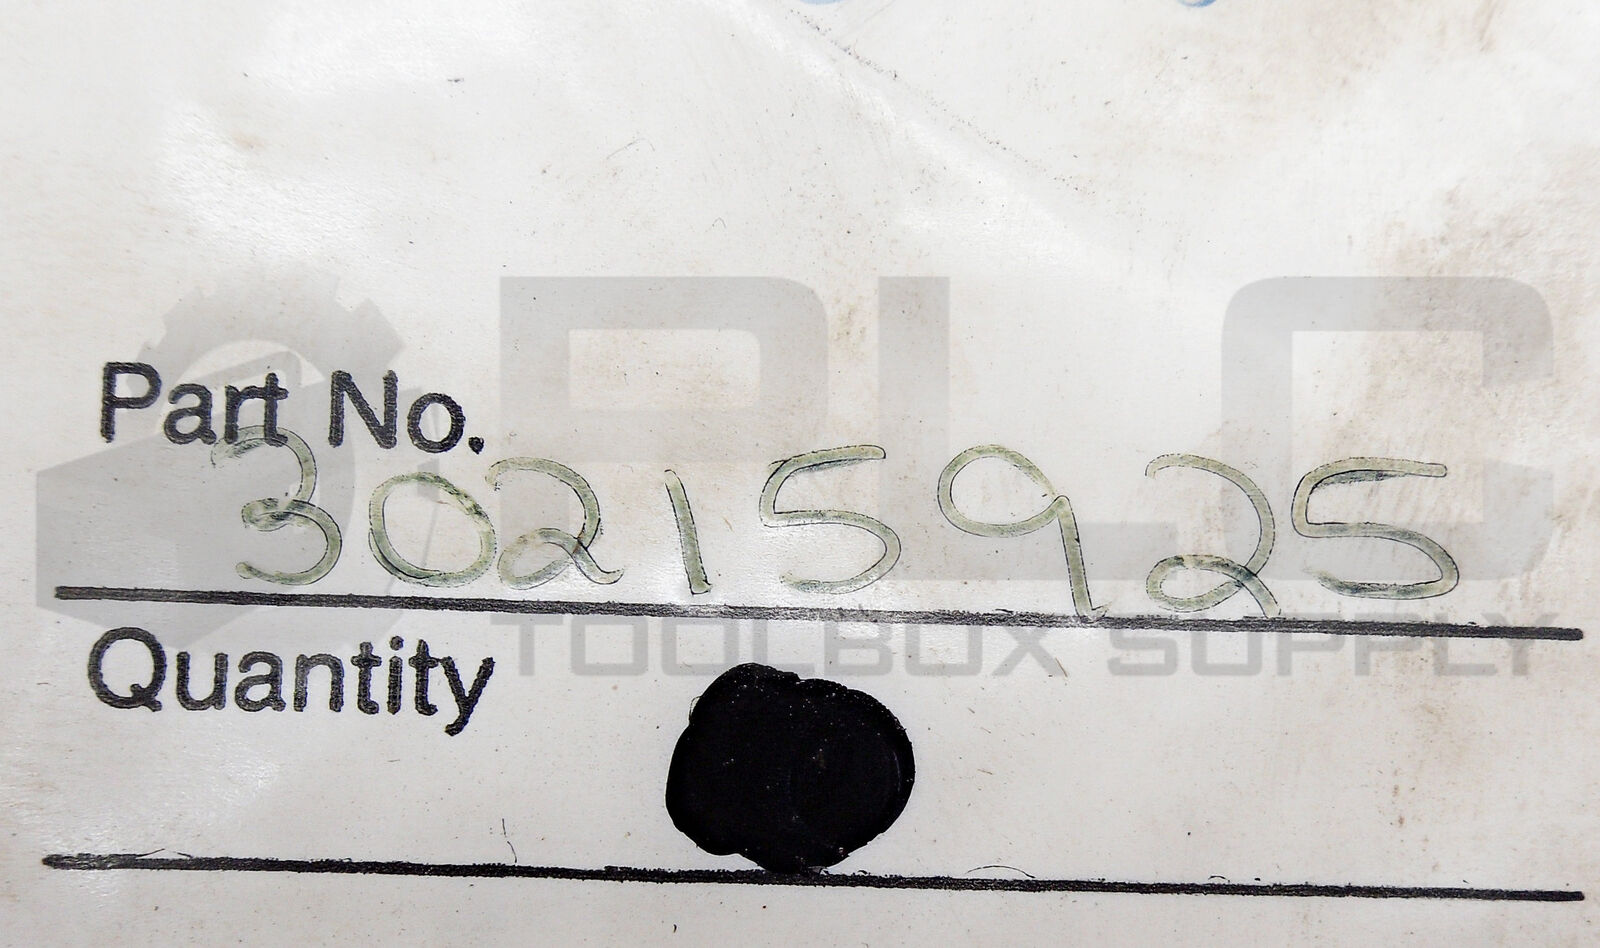 Part No.
30215925
Quantity
PLC
TOOLBOX SUPPLY